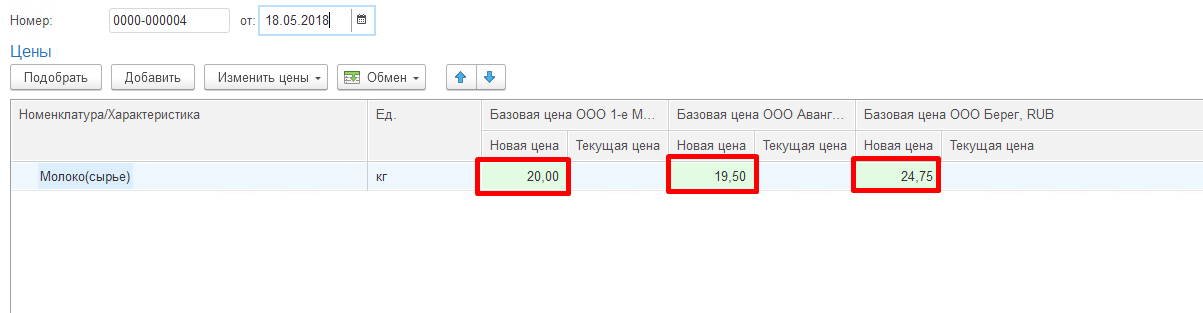 Номер: 0000-000004 от: 18.05.2018
Цены
Подобрать Добавить Изменить цены Обмен
Номенклатура/Характеристика Ед. Базовая цена ООО 1-е М... Базовая цена ООО Аванг... Базовая цена ООО Берег, RUB
Новая цена Текущая цена Новая цена Текущая цена Новая цена Текущая цена
Молоко(сырье) кг 20,00 19,50 24,75